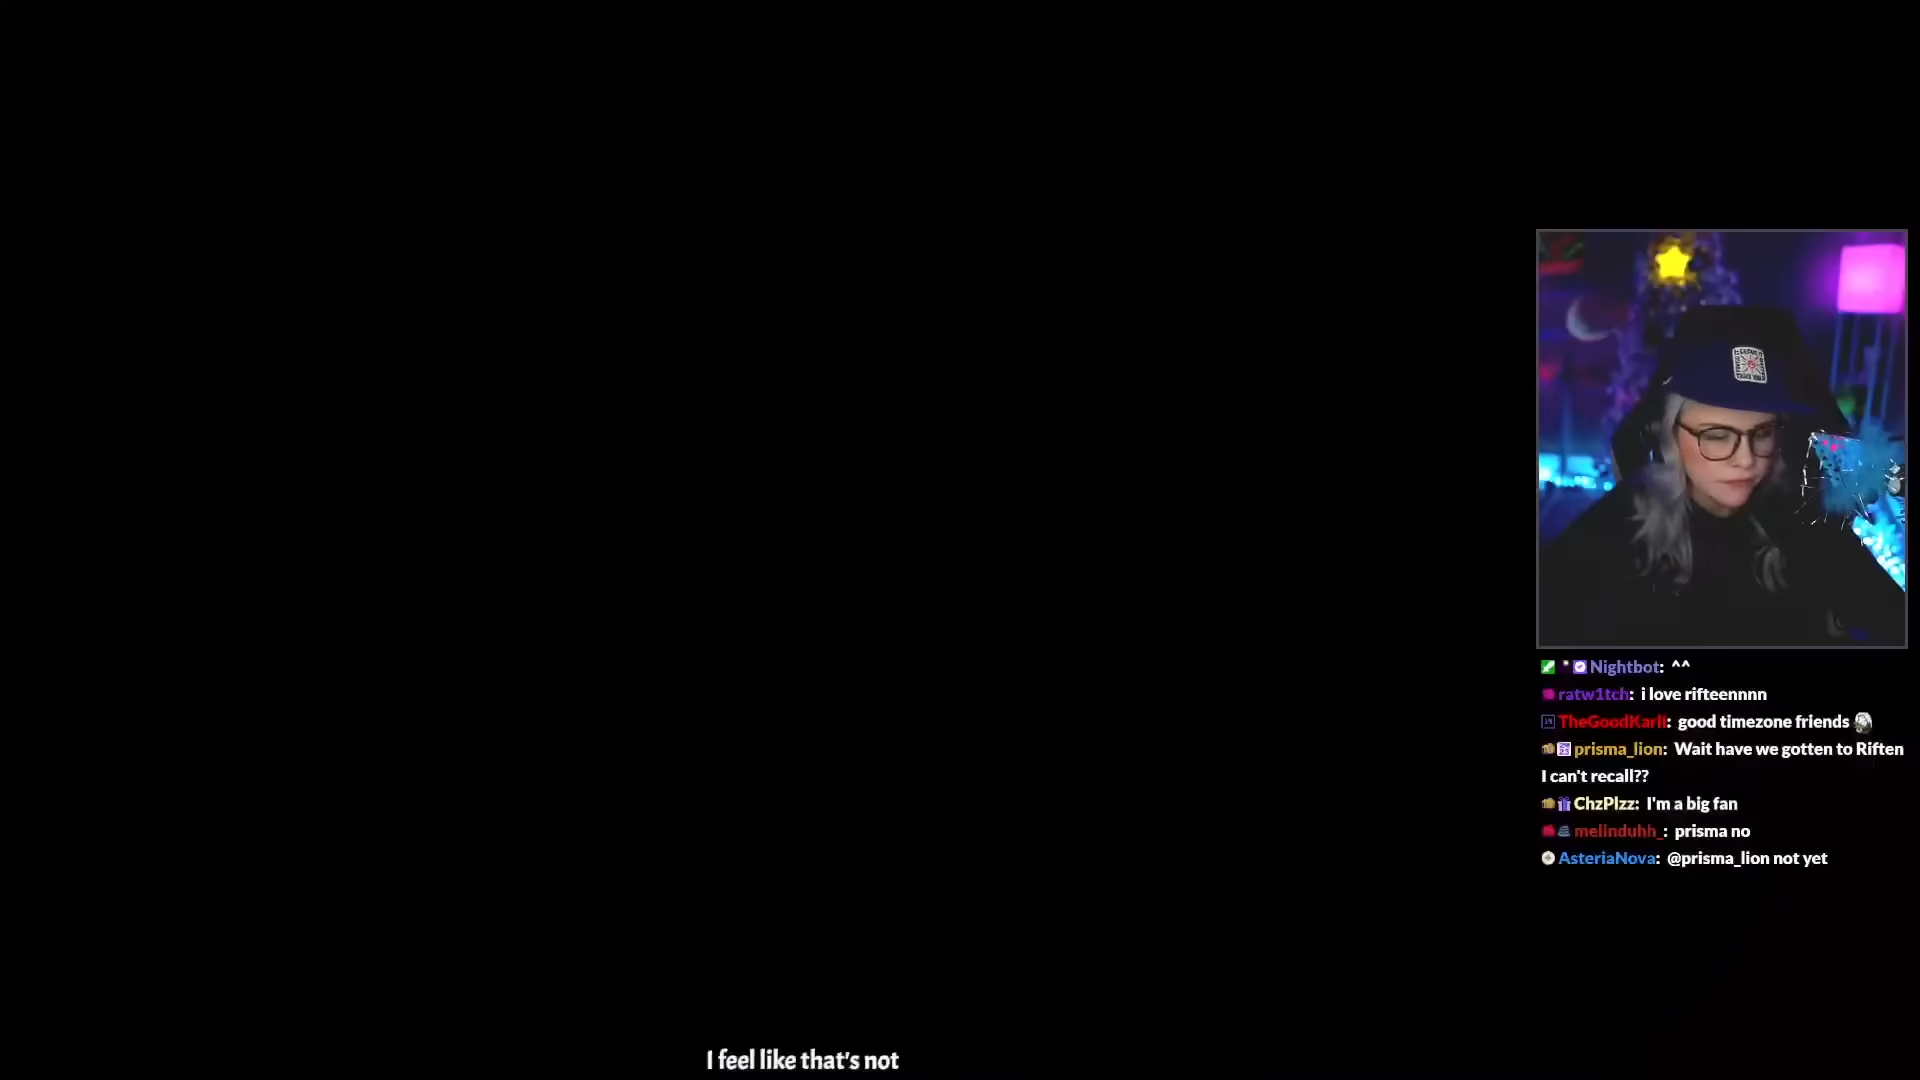 Nightbot: ^^
ratw1tch: i love rifteennnn
TheGoodKarli: good timezone friends
prisma_lion: Wait have we gotten to Riften
I can't recall??
ChzPlzz: I'm a big fan
melinduhh_: prisma no
AsteriaNova: @prisma_lion not yet
I feel like that's not